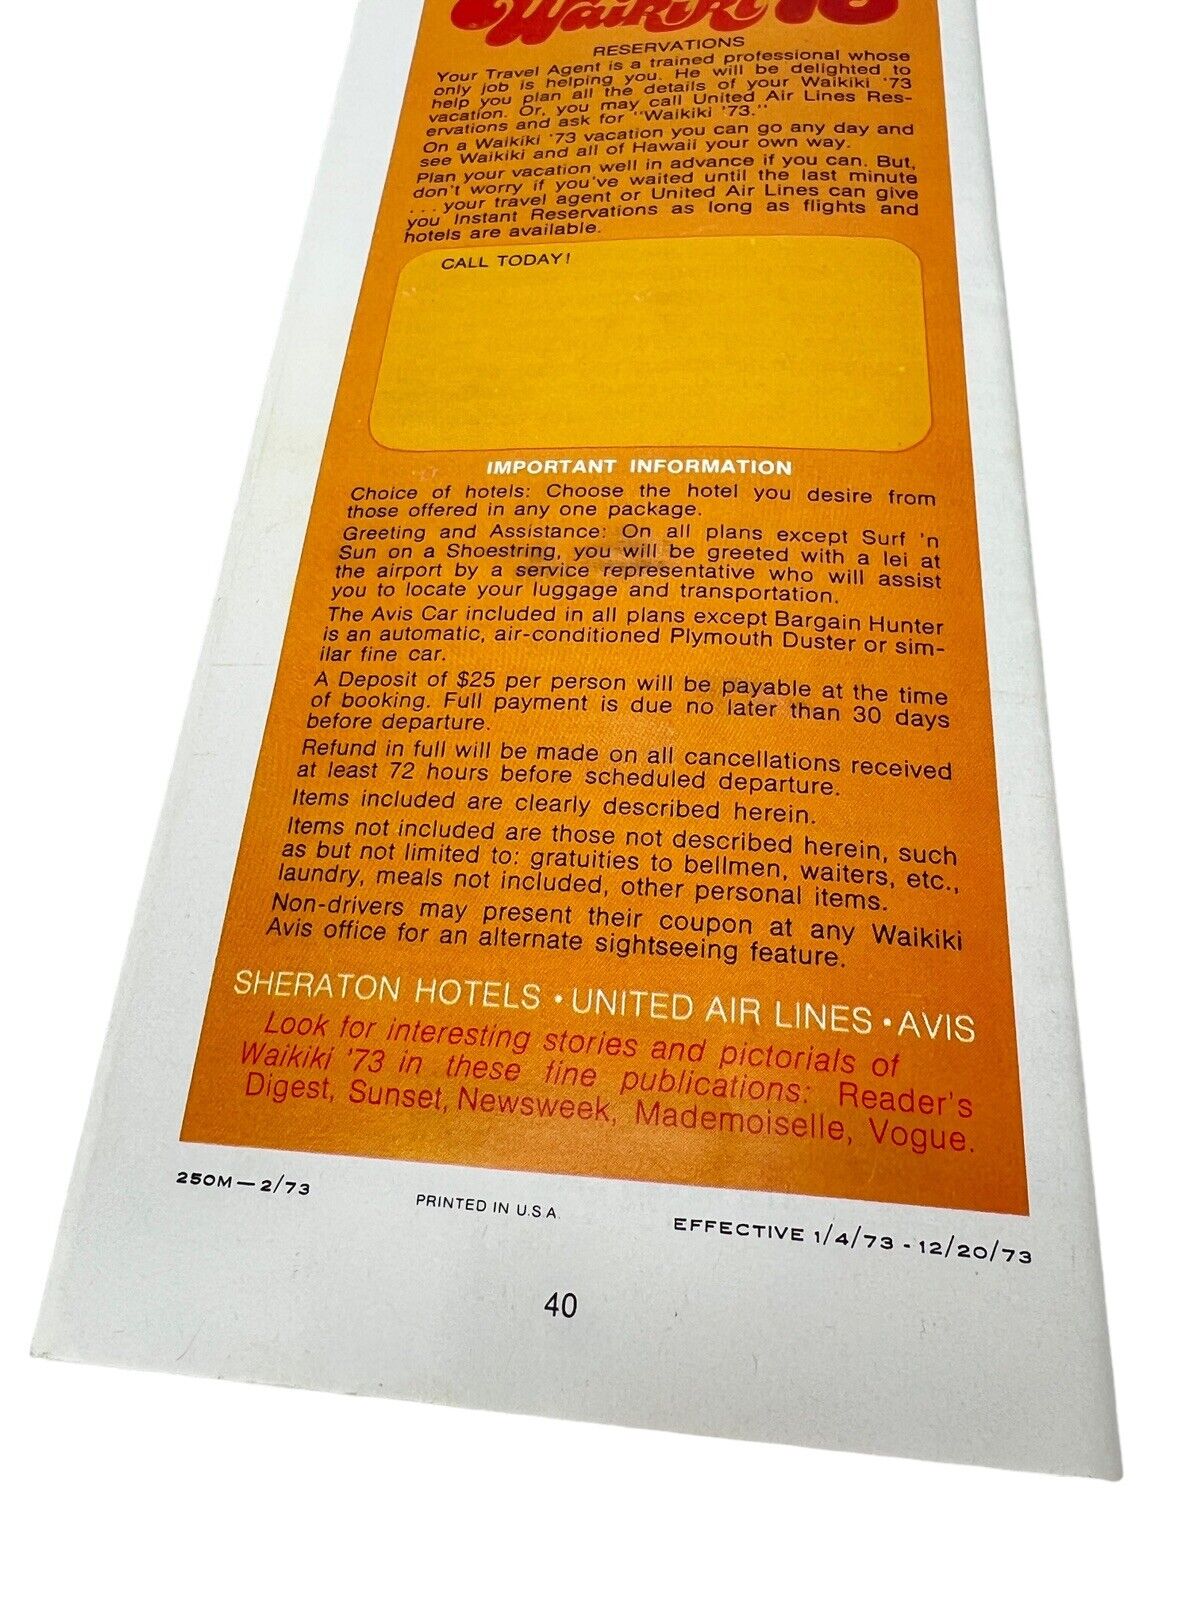 Waikiki '73
RESERVATIONS
Your Travel Agent is a trained professional whose
only job is helping you. He will be delighted to
help you plan all the details of your Waikiki '73
vacation. Or, you may call United Air Lines Res-
ervations and ask for "Waikiki '73."
On a Waikiki '73 vacation you can go any day and
see Waikiki and all of Hawaii your own way.
Plan your vacation well in advance if you can. But,
don't worry if you've waited until the last minute
... your travel agent or United Air Lines can give
you Instant Reservations as long as flights and
hotels are available.
CALL TODAY!
IMPORTANT INFORMATION
Choice of hotels: Choose the hotel you desire from
those offered in any one package.
Greeting and Assistance: On all plans except Surf 'n
Sun on a Shoestring, you will be greeted with a lei at
the airport by a service representative who will assist
you to locate your luggage and transportation.
The Avis Car included in all plans except Bargain Hunter
is an automatic, air-conditioned Plymouth Duster or sim-
ilar fine car.
A Deposit of $25 per person will be payable at the time
of booking. Full payment is due no later than 30 days
before departure.
Refund in full will be made on all cancellations received
at least 72 hours before scheduled departure.
Items included are clearly described herein.
Items not included are those not described herein, such
as but not limited to: gratuities to bellmen, waiters, etc.,
laundry, meals not included, other personal items.
Non-drivers may present their coupon at any Waikiki
Avis office for an alternate sightseeing feature.
SHERATON HOTELS • UNITED AIR LINES • AVIS
Look for interesting stories and pictorials of
Waikiki '73 in these fine publications: Reader's
Digest, Sunset, Newsweek, Mademoiselle, Vogue.
250M — 2/73
PRINTED IN U.S.A.
EFFECTIVE 1/4/73 - 12/20/73
40